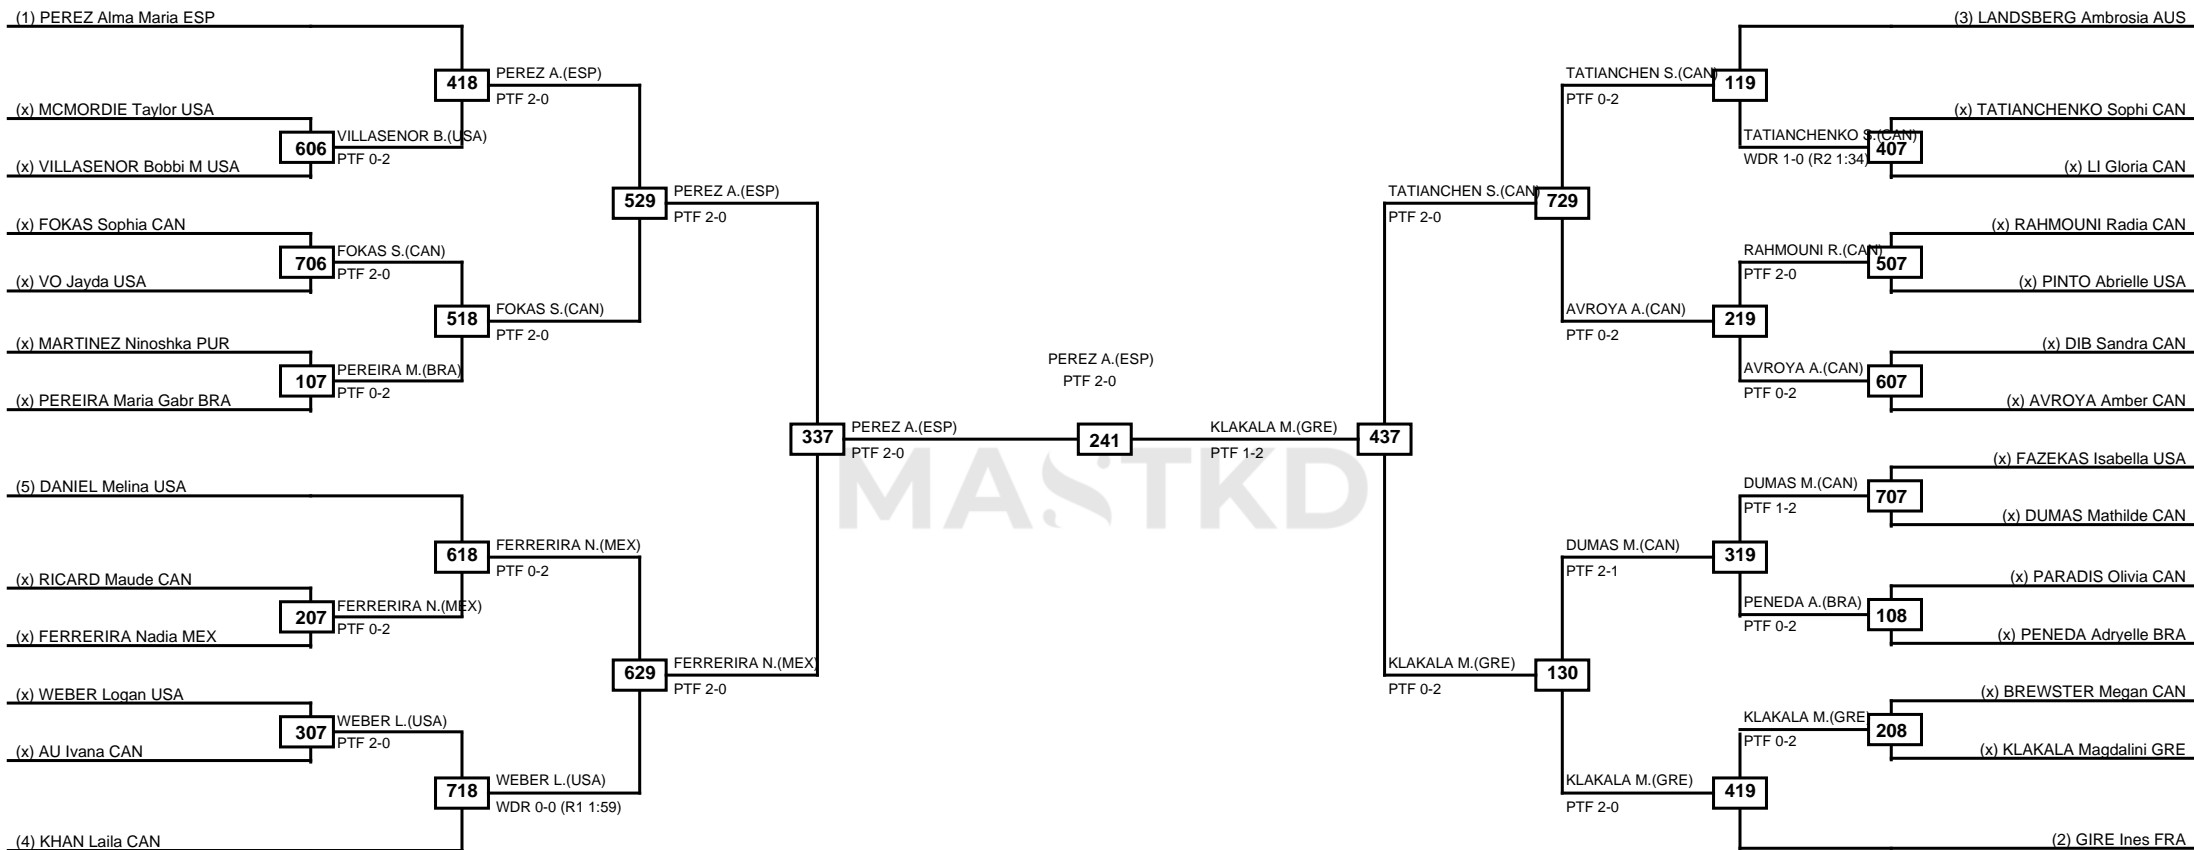 (1) PEREZ Alma Maria ESP
418
PEREZ A.(ESP)
PTF 2-0
(x) MCMORDIE Taylor USA
606
VILLASENOR B.(USA)
PTF 0-2
(x) VILLASENOR Bobbi M USA
529
PEREZ A.(ESP)
PTF 2-0
(x) FOKAS Sophia CAN
706
FOKAS S.(CAN)
PTF 2-0
(x) VO Jayda USA
518
FOKAS S.(CAN)
PTF 2-0
(x) MARTINEZ Ninoshka PUR
107
PEREIRA M.(BRA)
PTF 0-2
(x) PEREIRA Maria Gabr BRA
337
PEREZ A.(ESP)
PTF 2-0
(5) DANIEL Melina USA
618
FERRERIRA N.(MEX)
PTF 0-2
(x) RICARD Maude CAN
207
FERRERIRA N.(MEX)
PTF 0-2
(x) FERRERIRA Nadia MEX
629
FERRERIRA N.(MEX)
PTF 2-0
(x) WEBER Logan USA
307
WEBER L.(USA)
PTF 2-0
(x) AU Ivana CAN
718
WEBER L.(USA)
WDR 0-0 (R1 1:59)
(4) KHAN Laila CAN
PEREZ A.(ESP)
PTF 2-0
241
MASTKD
(3) LANDSBERG Ambrosia AUS
TATIANCHEN S.(CAN)
PTF 0-2
119
(x) TATIANCHENKO Sophi CAN
TATIANCHENKO S.(CAN)
WDR 1-0 (R2 1:34)
407
(x) LI Gloria CAN
TATIANCHEN S.(CAN)
PTF 2-0
729
(x) RAHMOUNI Radia CAN
RAHMOUNI R.(CAN)
PTF 2-0
507
(x) PINTO Abrielle USA
AVROYA A.(CAN)
PTF 0-2
219
(x) DIB Sandra CAN
AVROYA A.(CAN)
PTF 0-2
607
(x) AVROYA Amber CAN
KLAKALA M.(GRE)
PTF 1-2
437
(x) FAZEKAS Isabella USA
DUMAS M.(CAN)
PTF 1-2
707
(x) DUMAS Mathilde CAN
DUMAS M.(CAN)
PTF 2-1
319
(x) PARADIS Olivia CAN
PENEDA A.(BRA)
PTF 0-2
108
(x) PENEDA Adryelle BRA
KLAKALA M.(GRE)
PTF 0-2
130
(x) BREWSTER Megan CAN
KLAKALA M.(GRE)
PTF 0-2
208
(x) KLAKALA Magdalini GRE
KLAKALA M.(GRE)
PTF 2-0
419
(2) GIRE Ines FRA